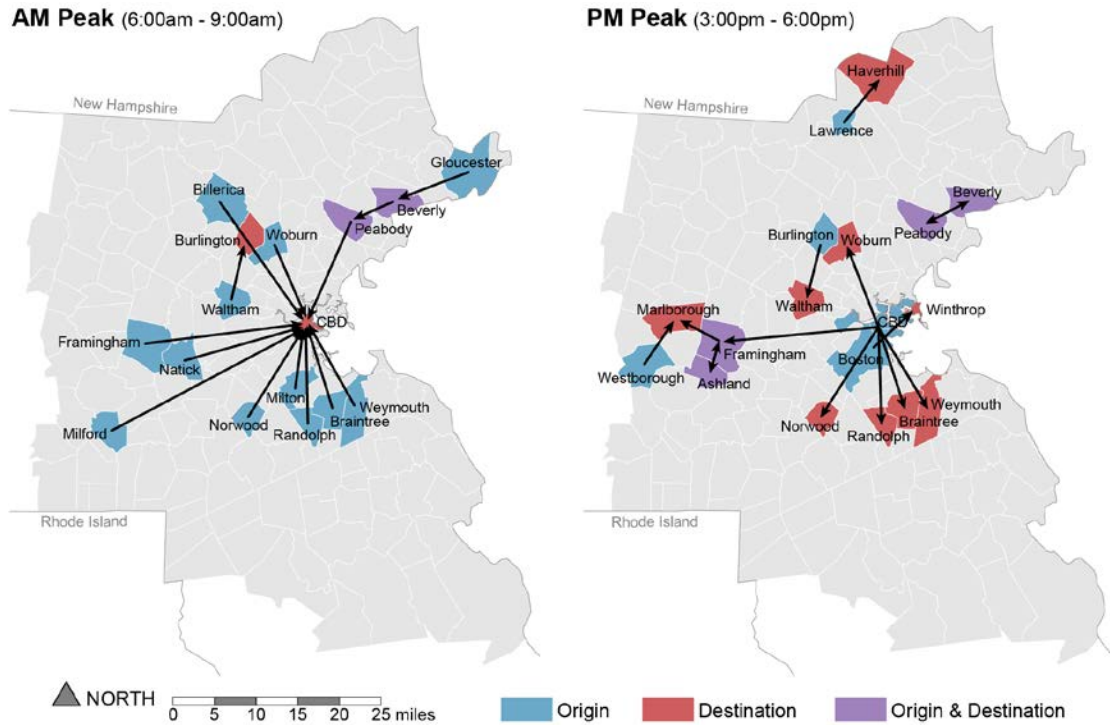 AM Peak (6:00am - 9:00am)
New Hampshire
Gloucester
Billerica
Beverly
Peabody
Burlington
Woburn
Waltham
CBD
Framingham
Natick
Milton
Weymouth
Norwood
Braintree
Randolph
Milford
Rhode Island
PM Peak (3:00pm - 6:00pm)
Haverhill
New Hampshire
Lawrence
Beverly
Peabody
Burlington
Woburn
Waltham
Marlborough
Winthrop
CBD
Framingham
Boston
Westborough
Ashland
Weymouth
Norwood
Braintree
Randolph
Rhode Island
NORTH
0 5 10 15 20 25 miles
Origin
Destination
Origin & Destination